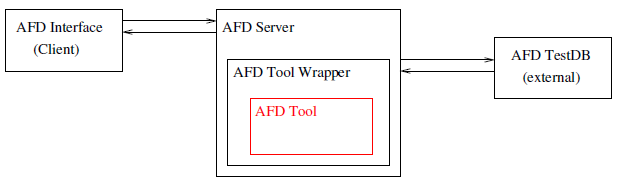 AFD Interface
(Client)
AFD Server
AFD Tool Wrapper
AFD Tool
AFD TestDB
(external)